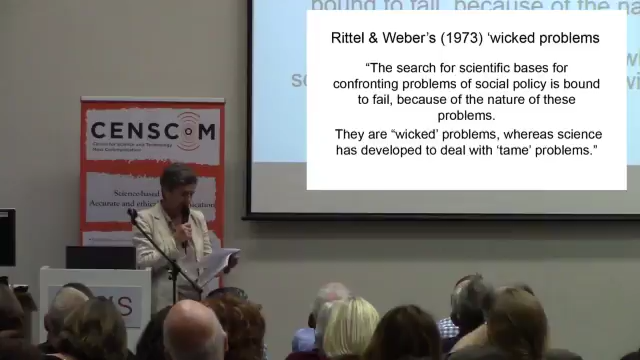 bound to fail, because of the na
Rittel & Weber's (1973) 'wicked problems
"The search for scientific bases for
confronting problems of social policy is bound
to fail, because of the nature of these
problems.
They are "wicked' problems, whereas science
has developed to deal with 'tame' problems."
CENSCOM
Science-based
Accurate and ethical